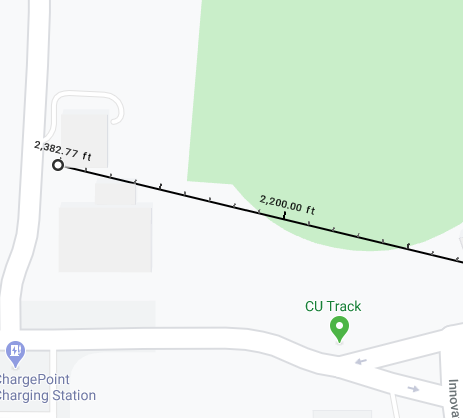 2,382.77 ft
2,200.00 ft
CU Track
ChargePoint
Charging Station
Innova